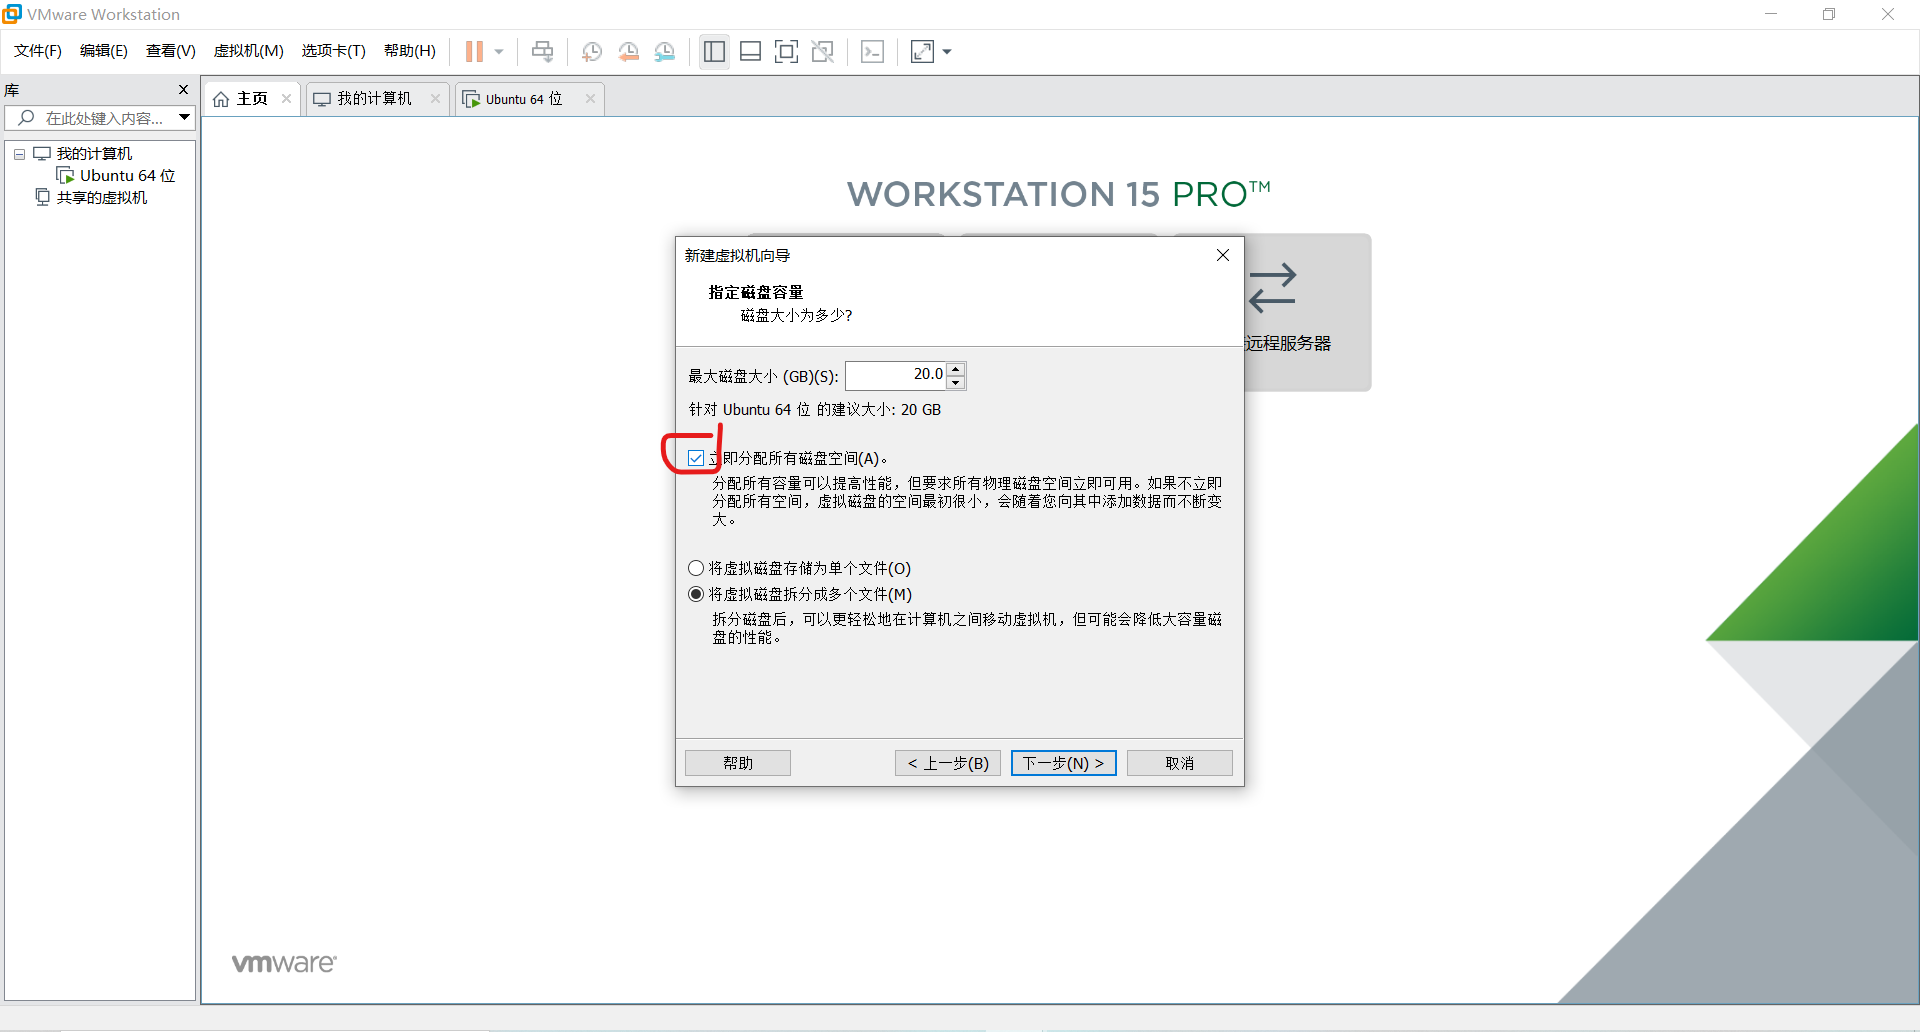 VMware Workstation
文件(F) 编辑(E) 查看(V) 虚拟机(M) 选项卡(T) 帮助(H)
库
主页 我的计算机 Ubuntu 64 位
在此处键入内容...
我的计算机
Ubuntu 64 位
共享的虚拟机
WORKSTATION 15 PRO™
远程服务器
新建虚拟机向导
指定磁盘容量
磁盘大小为多少?
最大磁盘大小 (GB)(S): 20.0
针对 Ubuntu 64 位 的建议大小: 20 GB
立即分配所有磁盘空间(A)。
分配所有容量可以提高性能，但要求所有物理磁盘空间立即可用。如果不立即
分配所有空间，虚拟磁盘的空间最初很小，会随着您向其中添加数据而不断变
大。
将虚拟磁盘存储为单个文件(O)
将虚拟磁盘拆分成多个文件(M)
拆分磁盘后，可以更轻松地在计算机之间移动虚拟机，但可能会降低大容量磁
盘的性能。
帮助 < 上一步(B) 下一步(N) > 取消
vmware